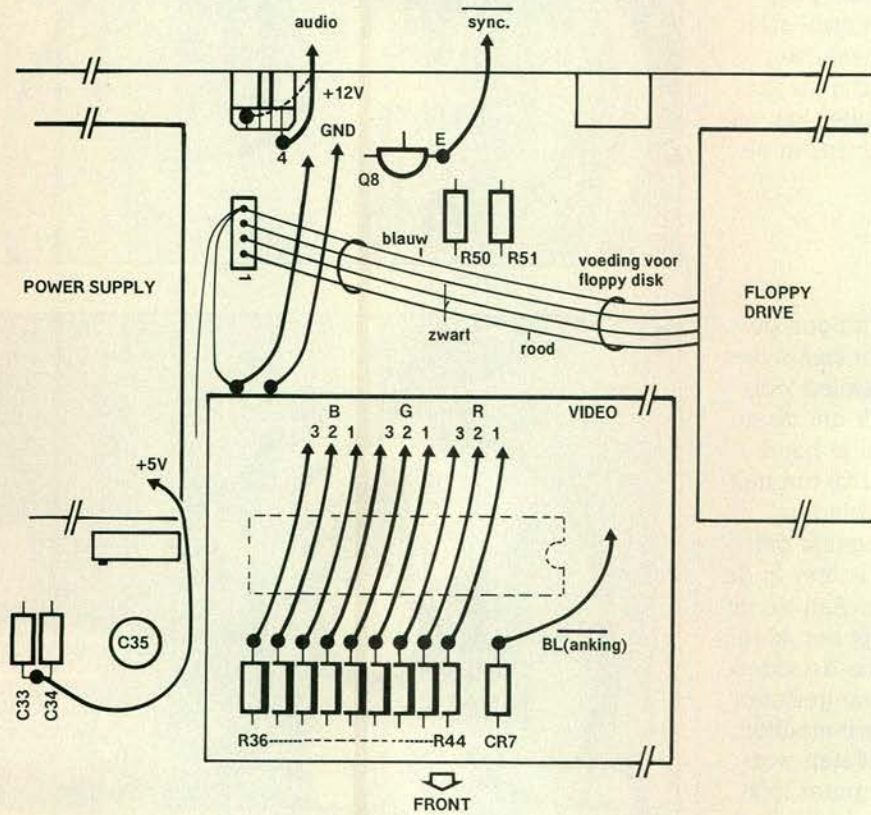 audio
sync.
+12V
GND
4
E
Q8
R50
R51
blauw
voeding voor
floppy disk
1
POWER SUPPLY
zwart
rood
FLOPPY
DRIVE
B G R VIDEO
3 2 1 3 2 1 3 2 1
+5V
C35
BL(anking)
C33
C34
R36 R44 CR7
FRONT